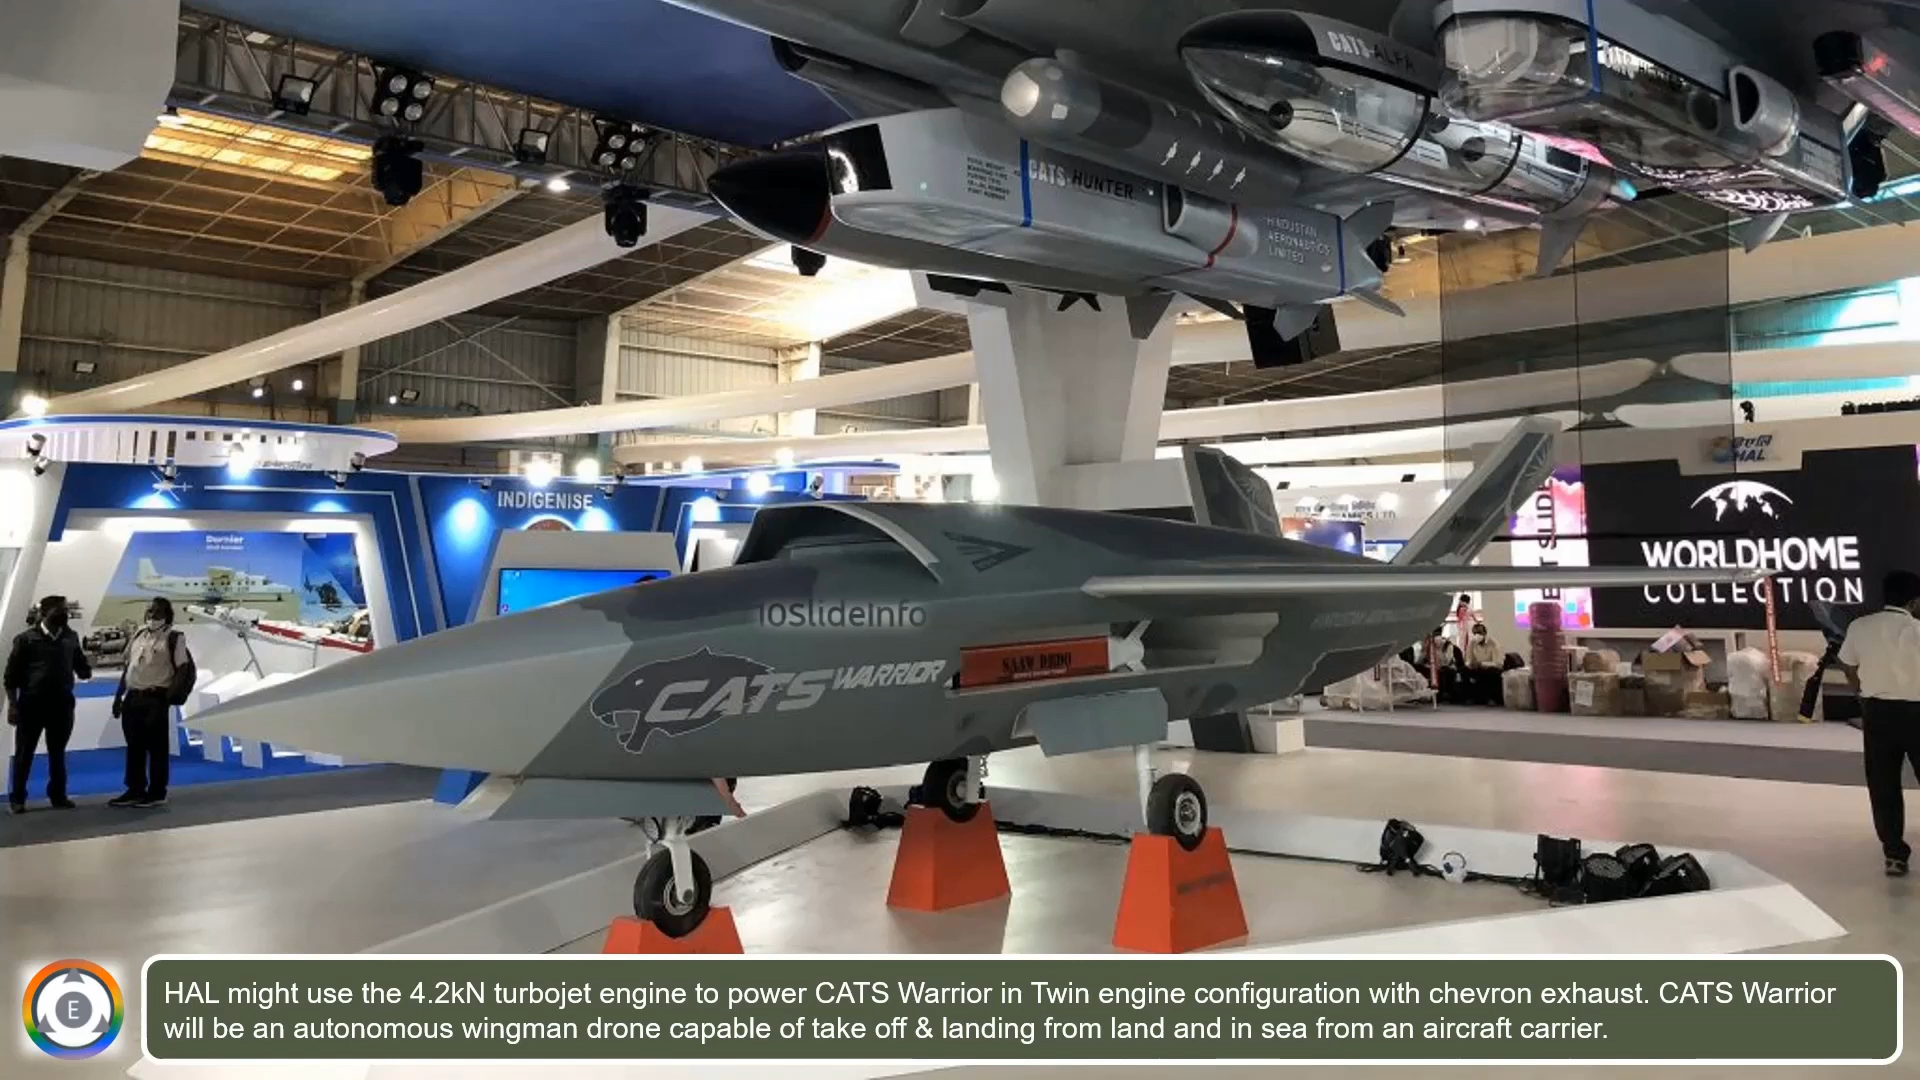 CATS ALFA
CATS HUNTER
HINDUSTAN
AERONAUTICS
LIMITED
HAL
INDIGENISE
Dornier
WORLDHOME
COLLECTION
10SlideInfo
SAAW DRDO
CATS WARRIOR
E
HAL might use the 4.2kN turbojet engine to power CATS Warrior in Twin engine configuration with chevron exhaust. CATS Warrior
will be an autonomous wingman drone capable of take off & landing from land and in sea from an aircraft carrier.